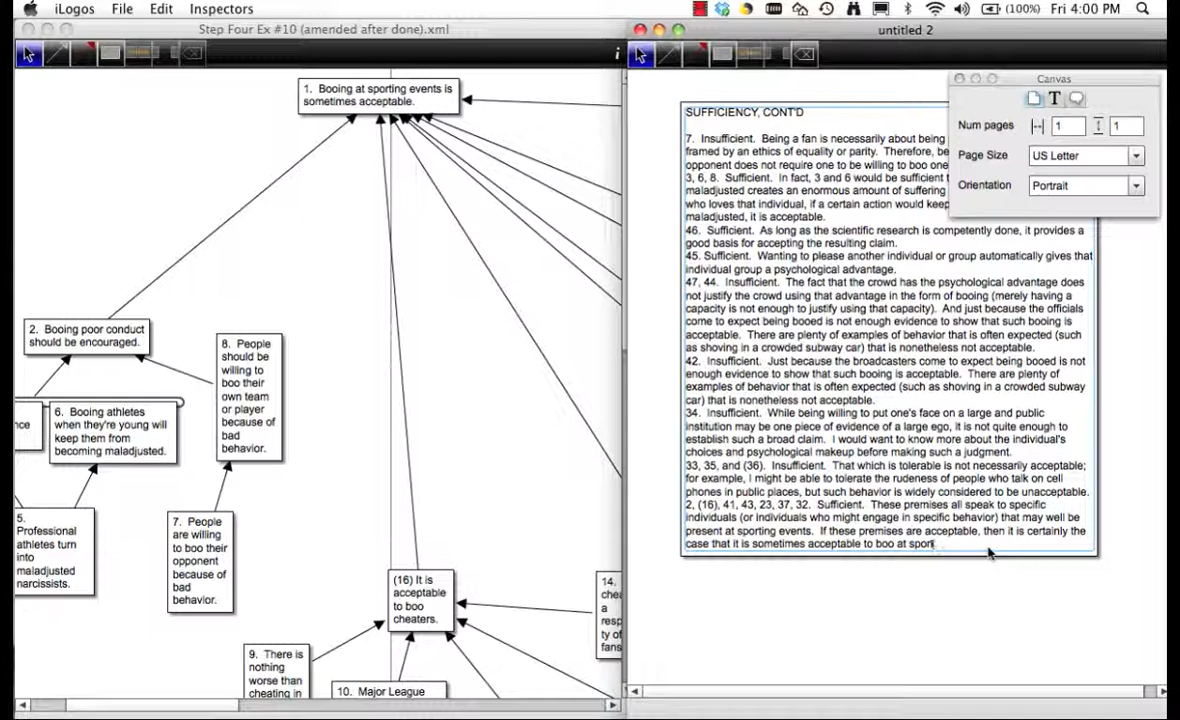 iLogos File Edit Inspectors
(100%) Fri 4:00 PM
Step Four Ex #10 (amended after done).xml
untitled 2
i
1. Booing at sporting events is
sometimes acceptable.
2. Booing poor conduct
should be encouraged.
8. People
should be
willing to
boo their
own team
or player
because of
bad
behavior.
nce
6. Booing athletes
when they're young will
keep them from
becoming maladjusted.
5.
Professional
athletes turn
into
maladjusted
narcissists.
7. People
are willing
to boo their
opponent
because of
bad
behavior.
(16) It is
acceptable
to boo
cheaters.
14.
chea
a
resp
ty of
fans
9. There is
nothing
worse than
cheating in
10. Major League
SUFFICIENCY, CONT'D
7. Insufficient. Being a fan is necessarily about being
framed by an ethics of equality or parity. Therefore, be
opponent does not require one to be willing to boo one
3, 6, 8. Sufficient. In fact, 3 and 6 would be sufficient
maladjusted creates an enormous amount of suffering
who loves that individual, if a certain action would keep
maladjusted, it is acceptable.
46. Sufficient. As long as the scientific research is competently done, it provides a
good basis for accepting the resulting claim.
45. Sufficient. Wanting to please another individual or group automatically gives that
individual group a psychological advantage.
47, 44. Insufficient. The fact that the crowd has the psychological advantage does
not justify the crowd using that advantage in the form of booing (merely having a
capacity is not enough to justify using that capacity). And just because the officials
come to expect being booed is not enough evidence to show that such booing is
acceptable. There are plenty of examples of behavior that is often expected (such
as shoving in a crowded subway car) that is nonetheless not acceptable.
42. Insufficient. Just because the broadcasters come to expect being booed is not
enough evidence to show that such booing is acceptable. There are plenty of
examples of behavior that is often expected (such as shoving in a crowded subway
car) that is nonetheless not acceptable.
34. Insufficient. While being willing to put one's face on a large and public
institution may be one piece of evidence of a large ego, it is not quite enough to
establish such a broad claim. I would want to know more about the individual's
choices and psychological makeup before making such a judgment.
33, 35, and (36). Insufficient. That which is tolerable is not necessarily acceptable;
for example, I might be able to tolerate the rudeness of people who talk on cell
phones in public places, but such behavior is widely considered to be unacceptable.
2, (16), 41, 43, 23, 37, 32. Sufficient. These premises all speak to specific
individuals (or individuals who might engage in specific behavior) that may well be
present at sporting events. If these premises are acceptable, then it is certainly the
case that it is sometimes acceptable to boo at sport
Canvas
T
Num pages 1 1
Page Size US Letter
Orientation Portrait